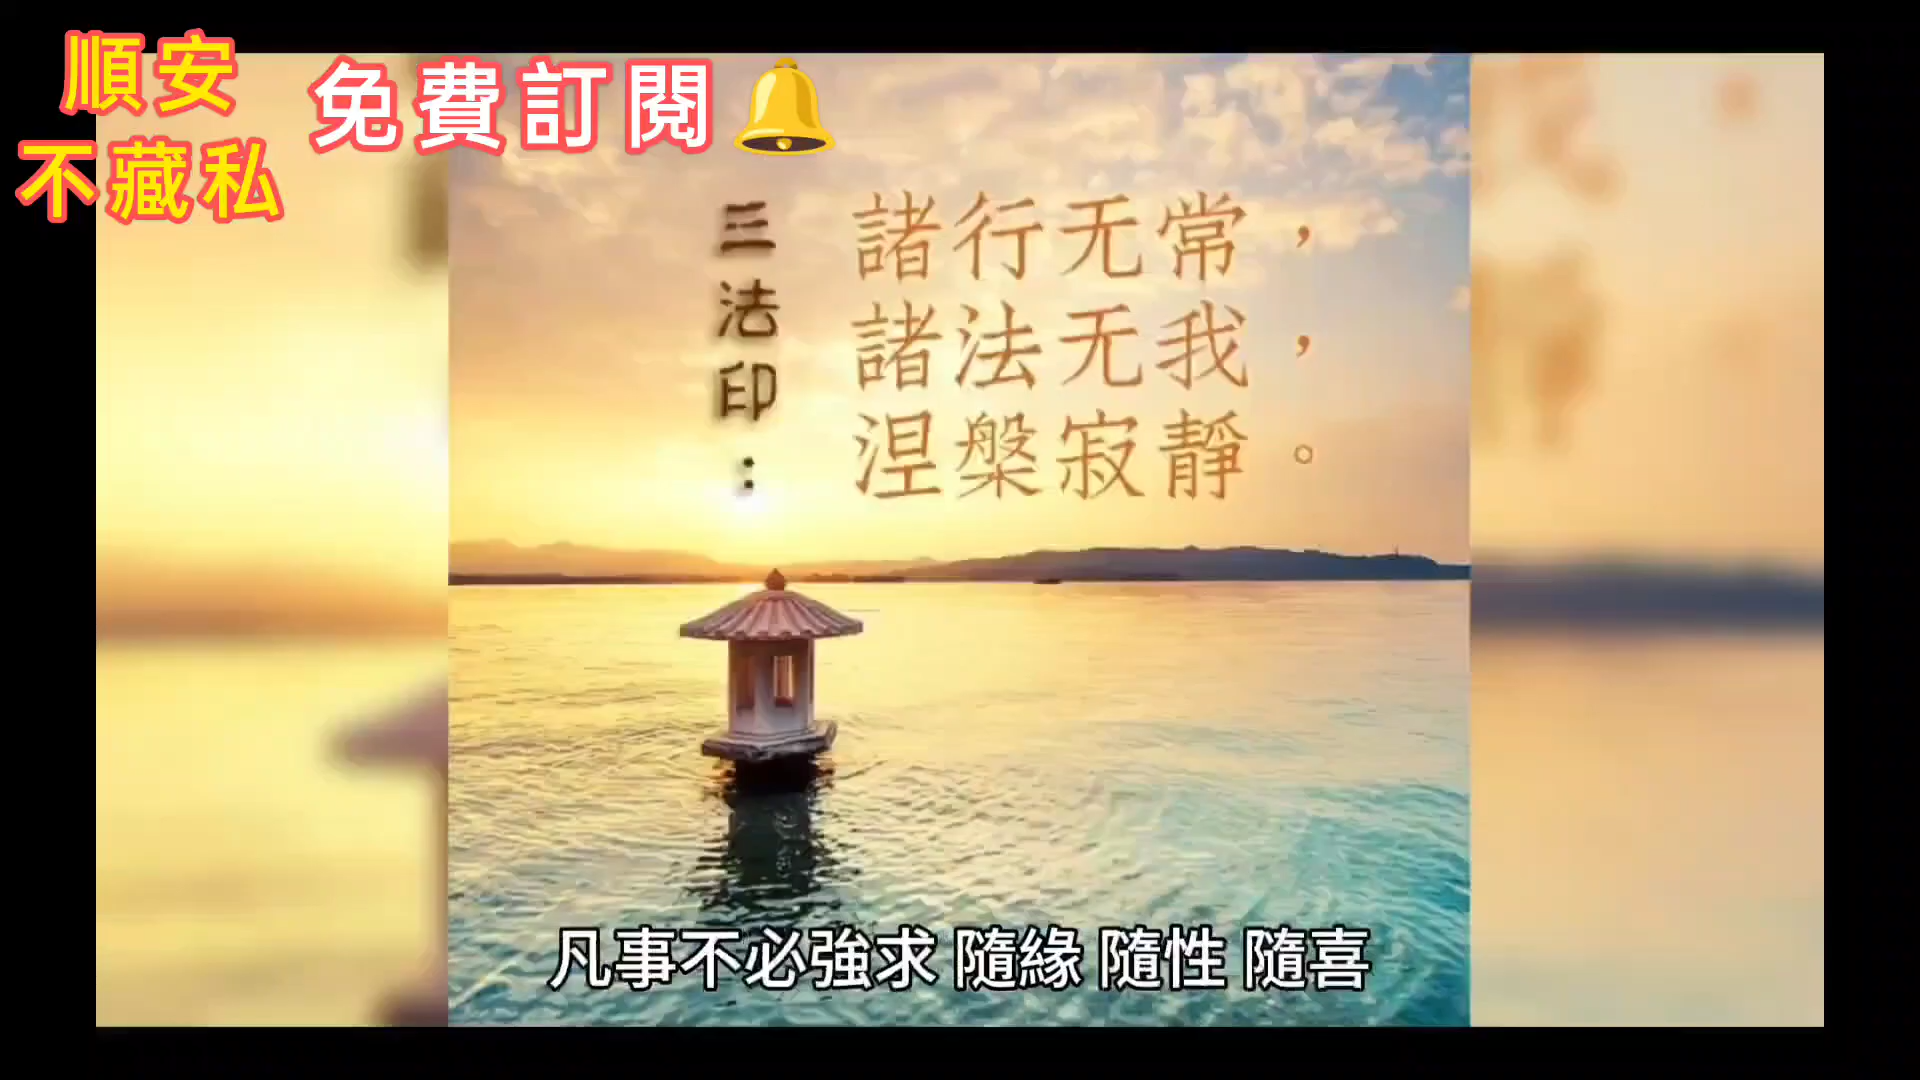 順安
不藏私
免費訂閱🔔
三法印：
諸行无常，
諸法无我，
涅槃寂靜。
凡事不必強求 隨緣 隨性 隨喜